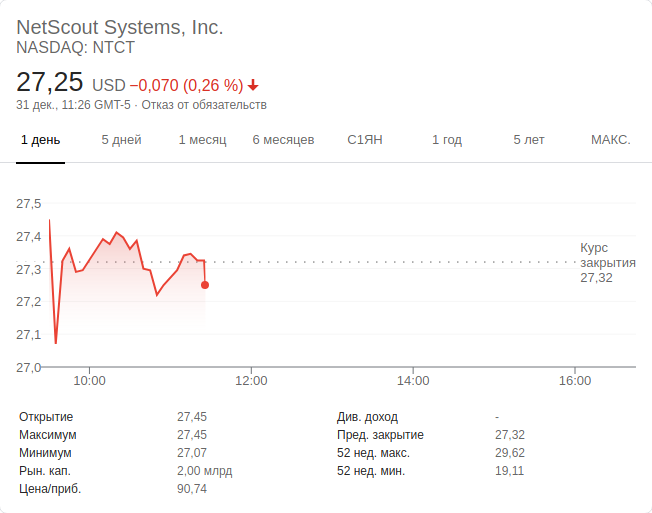 NetScout Systems, Inc.
NASDAQ: NTCT
27,25 USD −0,070 (0,26 %)
31 дек., 11:26 GMT-5 · Отказ от обязательств
1 день 5 дней 1 месяц 6 месяцев С1ЯН 1 год 5 лет МАКС.
27,5
27,4
27,3
27,2
27,1
27,0
Курс
закрытия
27,32
10:00 12:00 14:00 16:00
Открытие 27,45 Див. доход -
Максимум 27,45 Пред. закрытие 27,32
Минимум 27,07 52 нед. макс. 29,62
Рын. кап. 2,00 млрд 52 нед. мин. 19,11
Цена/приб. 90,74